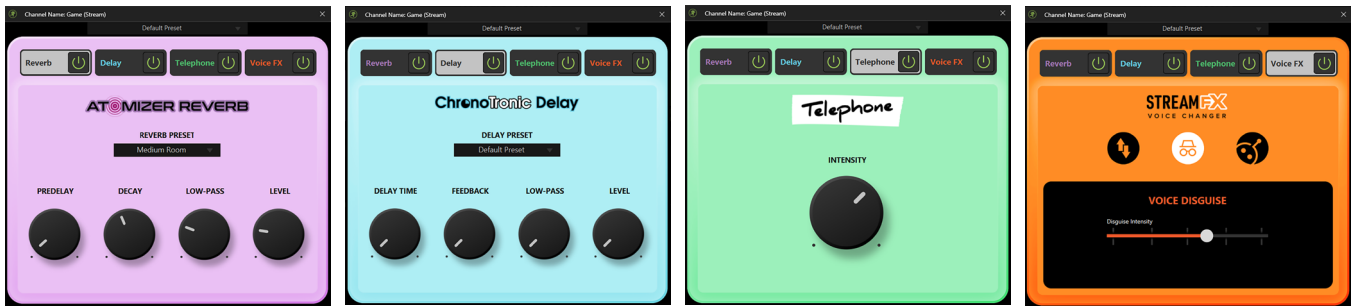 Channel Name: Game (Stream)
Default Preset
Reverb Delay Telephone Voice FX
ATOMIZER REVERB
REVERB PRESET
Medium Room
PREDELAY DECAY LOW-PASS LEVEL
Channel Name: Game (Stream)
Default Preset
Reverb Delay Telephone Voice FX
ChronoTronic Delay
DELAY PRESET
Default Preset
DELAY TIME FEEDBACK LOW-PASS LEVEL
Channel Name: Game (Stream)
Default Preset
Reverb Delay Telephone Voice FX
Telephone
INTENSITY
Channel Name: Game (Stream)
Default Preset
Reverb Delay Telephone Voice FX
STREAMFX
VOICE CHANGER
VOICE DISGUISE
Disguise Intensity